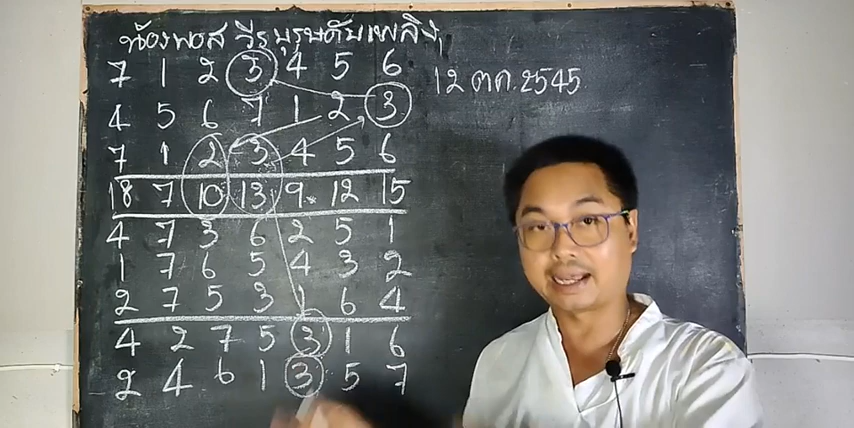 น้องพอส วีรบุรุษดับเพลิง
7 1 2 3 4 5 6
12 ตค. 2545
4 5 6 7 1 2 3
7 1 2 3 4 5 6
18 7 10 13 9 12 15
4 7 3 6 2 5 1
1 7 6 5 4 3 2
2 7 5 3 1 6 4
4 2 7 5 3 1 6
2 4 6 1 3 5 7